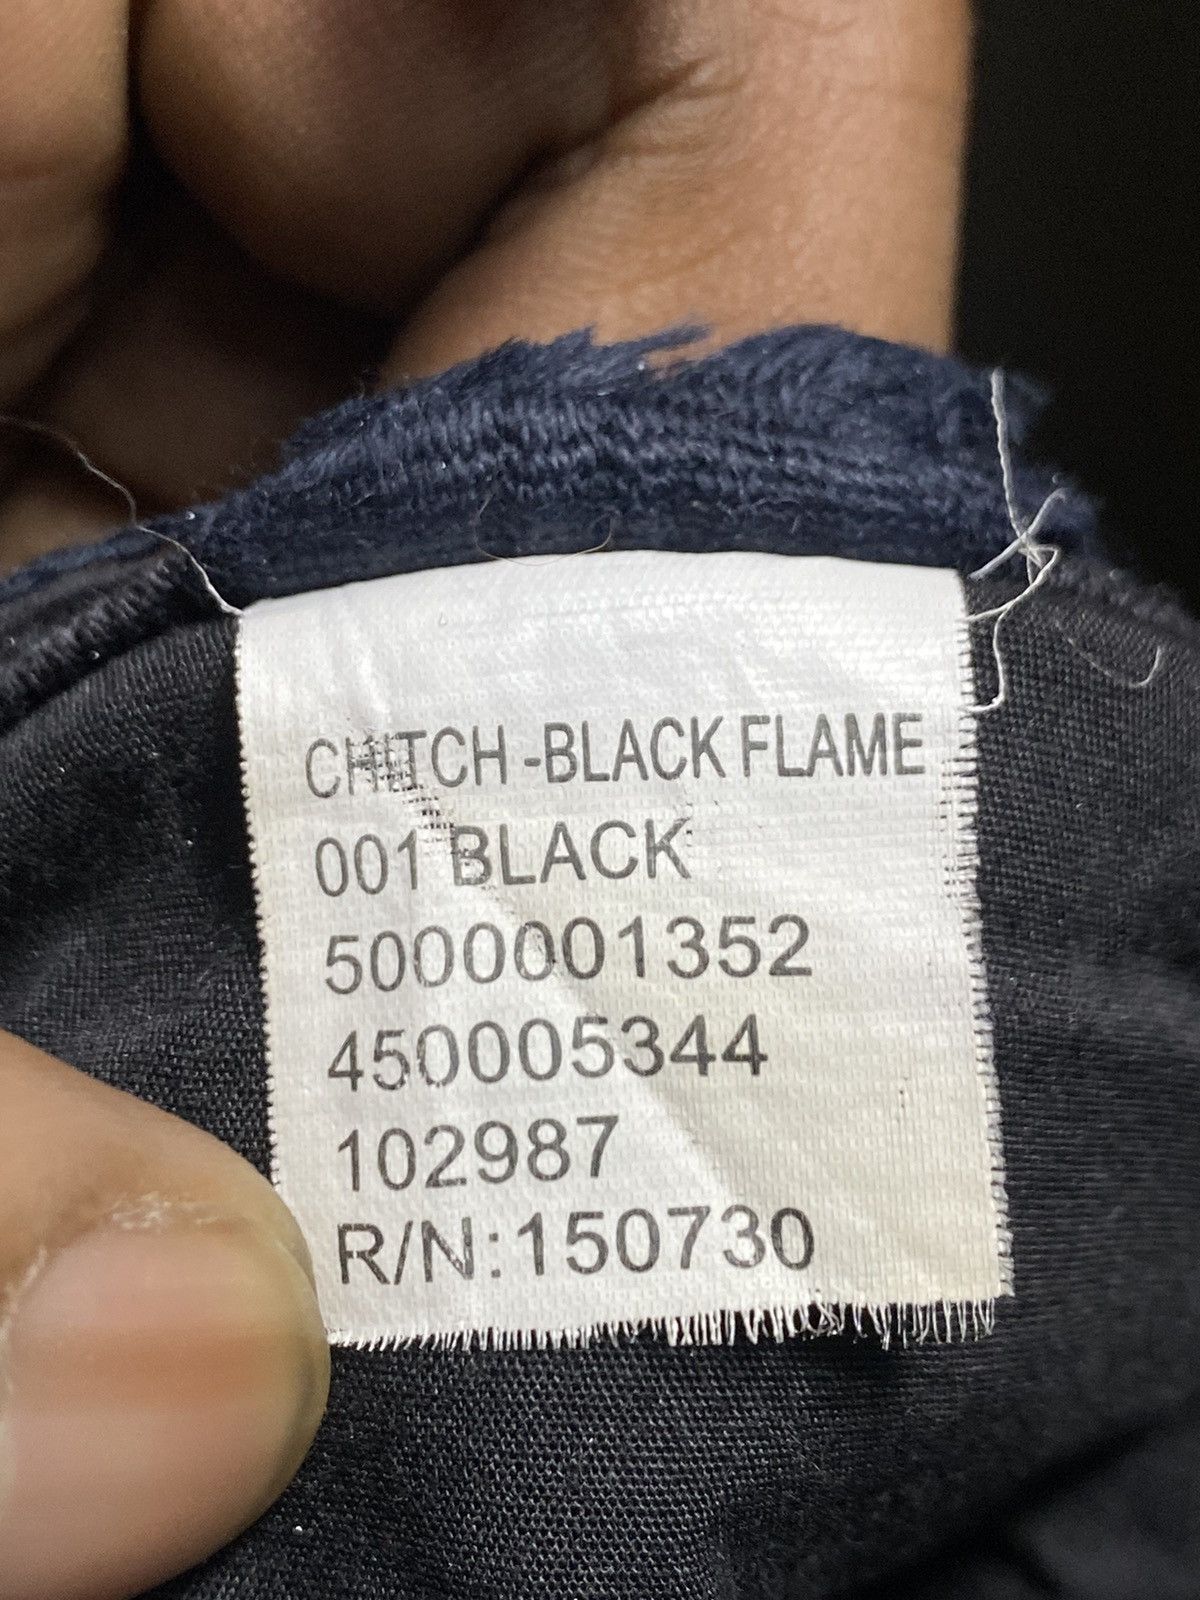 CHITCH -BLACK FLAME
001 BLACK
5000001352
450005344
102987
R/N:150730